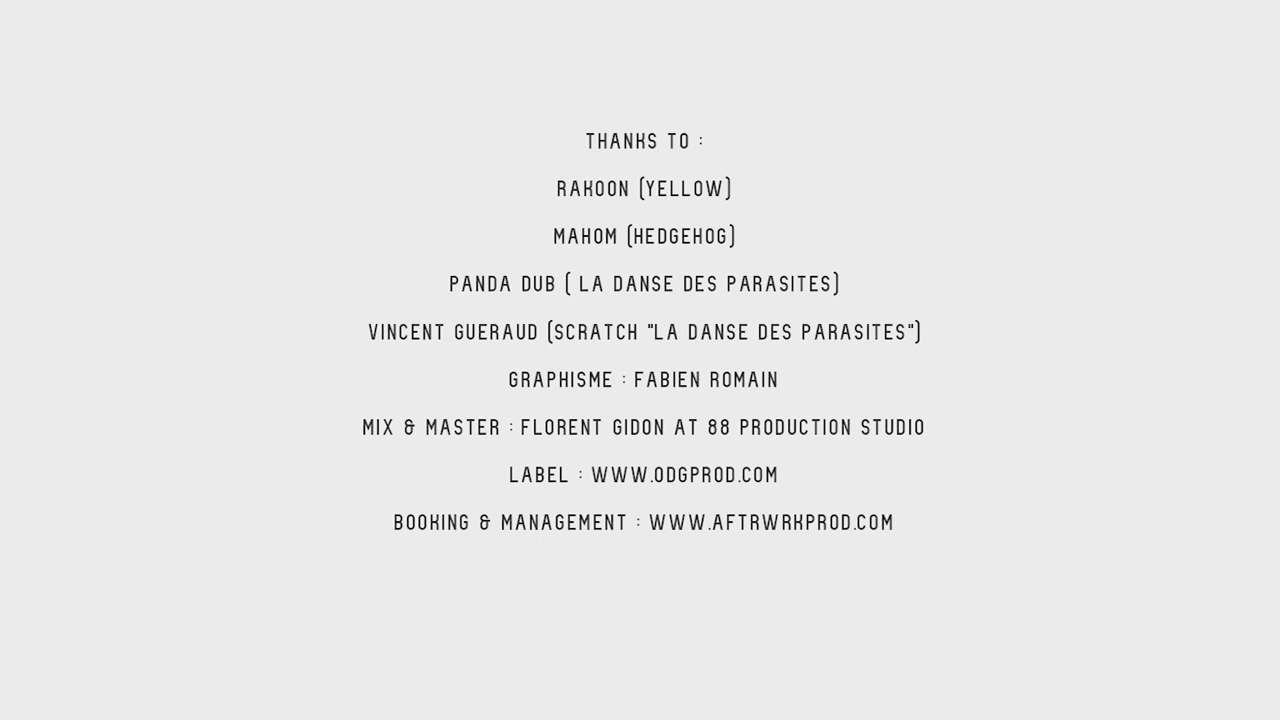 THANKS TO :
RAKOON (YELLOW)
MAHOM (HEDGEHOG)
PANDA DUB ( LA DANSE DES PARASITES)
VINCENT GUERAUD (SCRATCH "LA DANSE DES PARASITES")
GRAPHISME : FABIEN ROMAIN
MIX & MASTER : FLORENT GIDON AT 88 PRODUCTION STUDIO
LABEL : WWW.ODGPROD.COM
BOOKING & MANAGEMENT : WWW.AFTRWRKPROD.COM